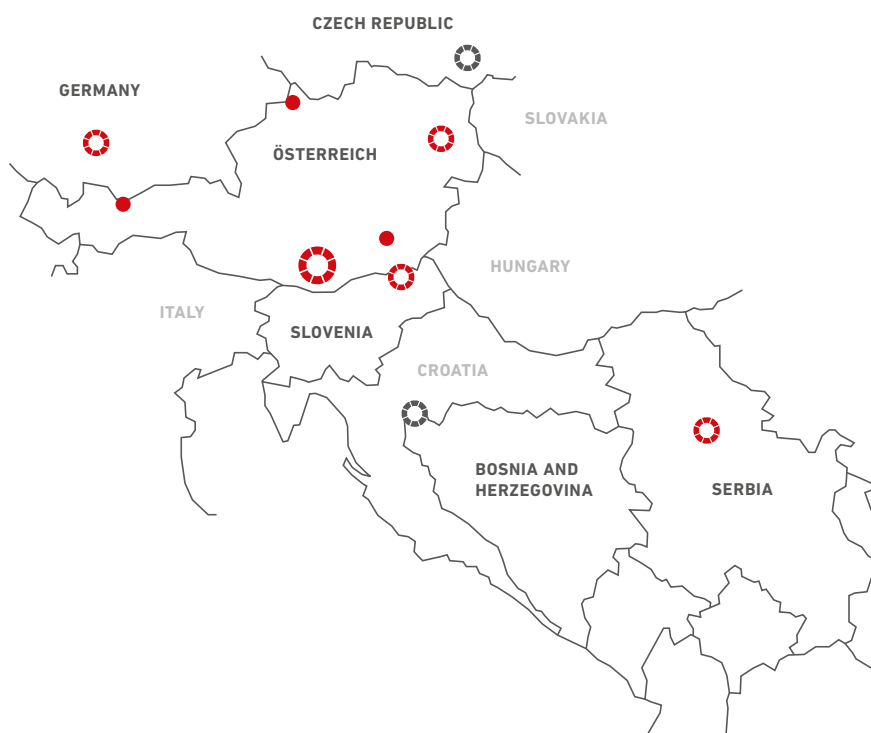 CZECH REPUBLIC
GERMANY
SLOVAKIA
ÖSTERREICH
HUNGARY
ITALY
SLOVENIA
CROATIA
BOSNIA AND
HERZEGOVINA
SERBIA